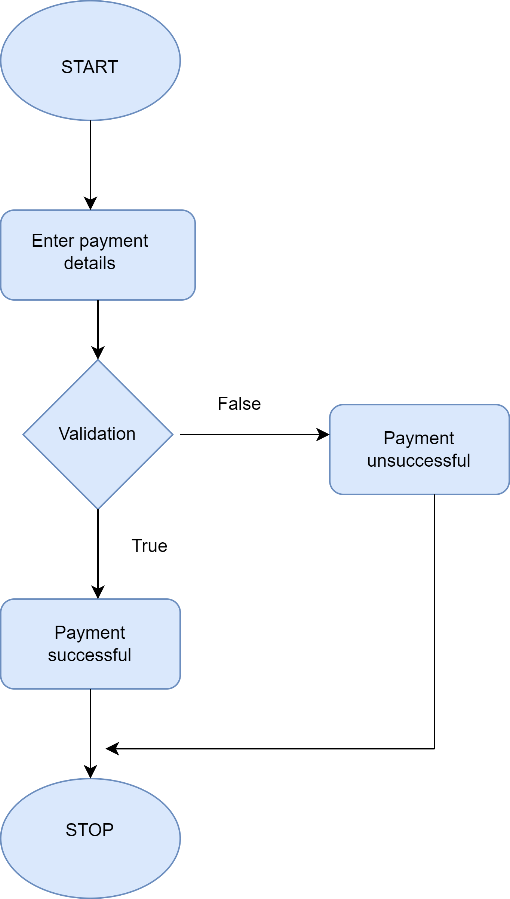 START
Enter payment
details
Validation
False
Payment
unsuccessful
True
Payment
successful
STOP